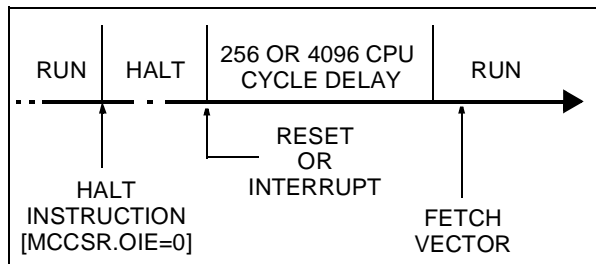 RUN
HALT
256 OR 4096 CPU
CYCLE DELAY
RUN
RESET
OR
INTERRUPT
HALT
INSTRUCTION
[MCCSR.OIE=0]
FETCH
VECTOR